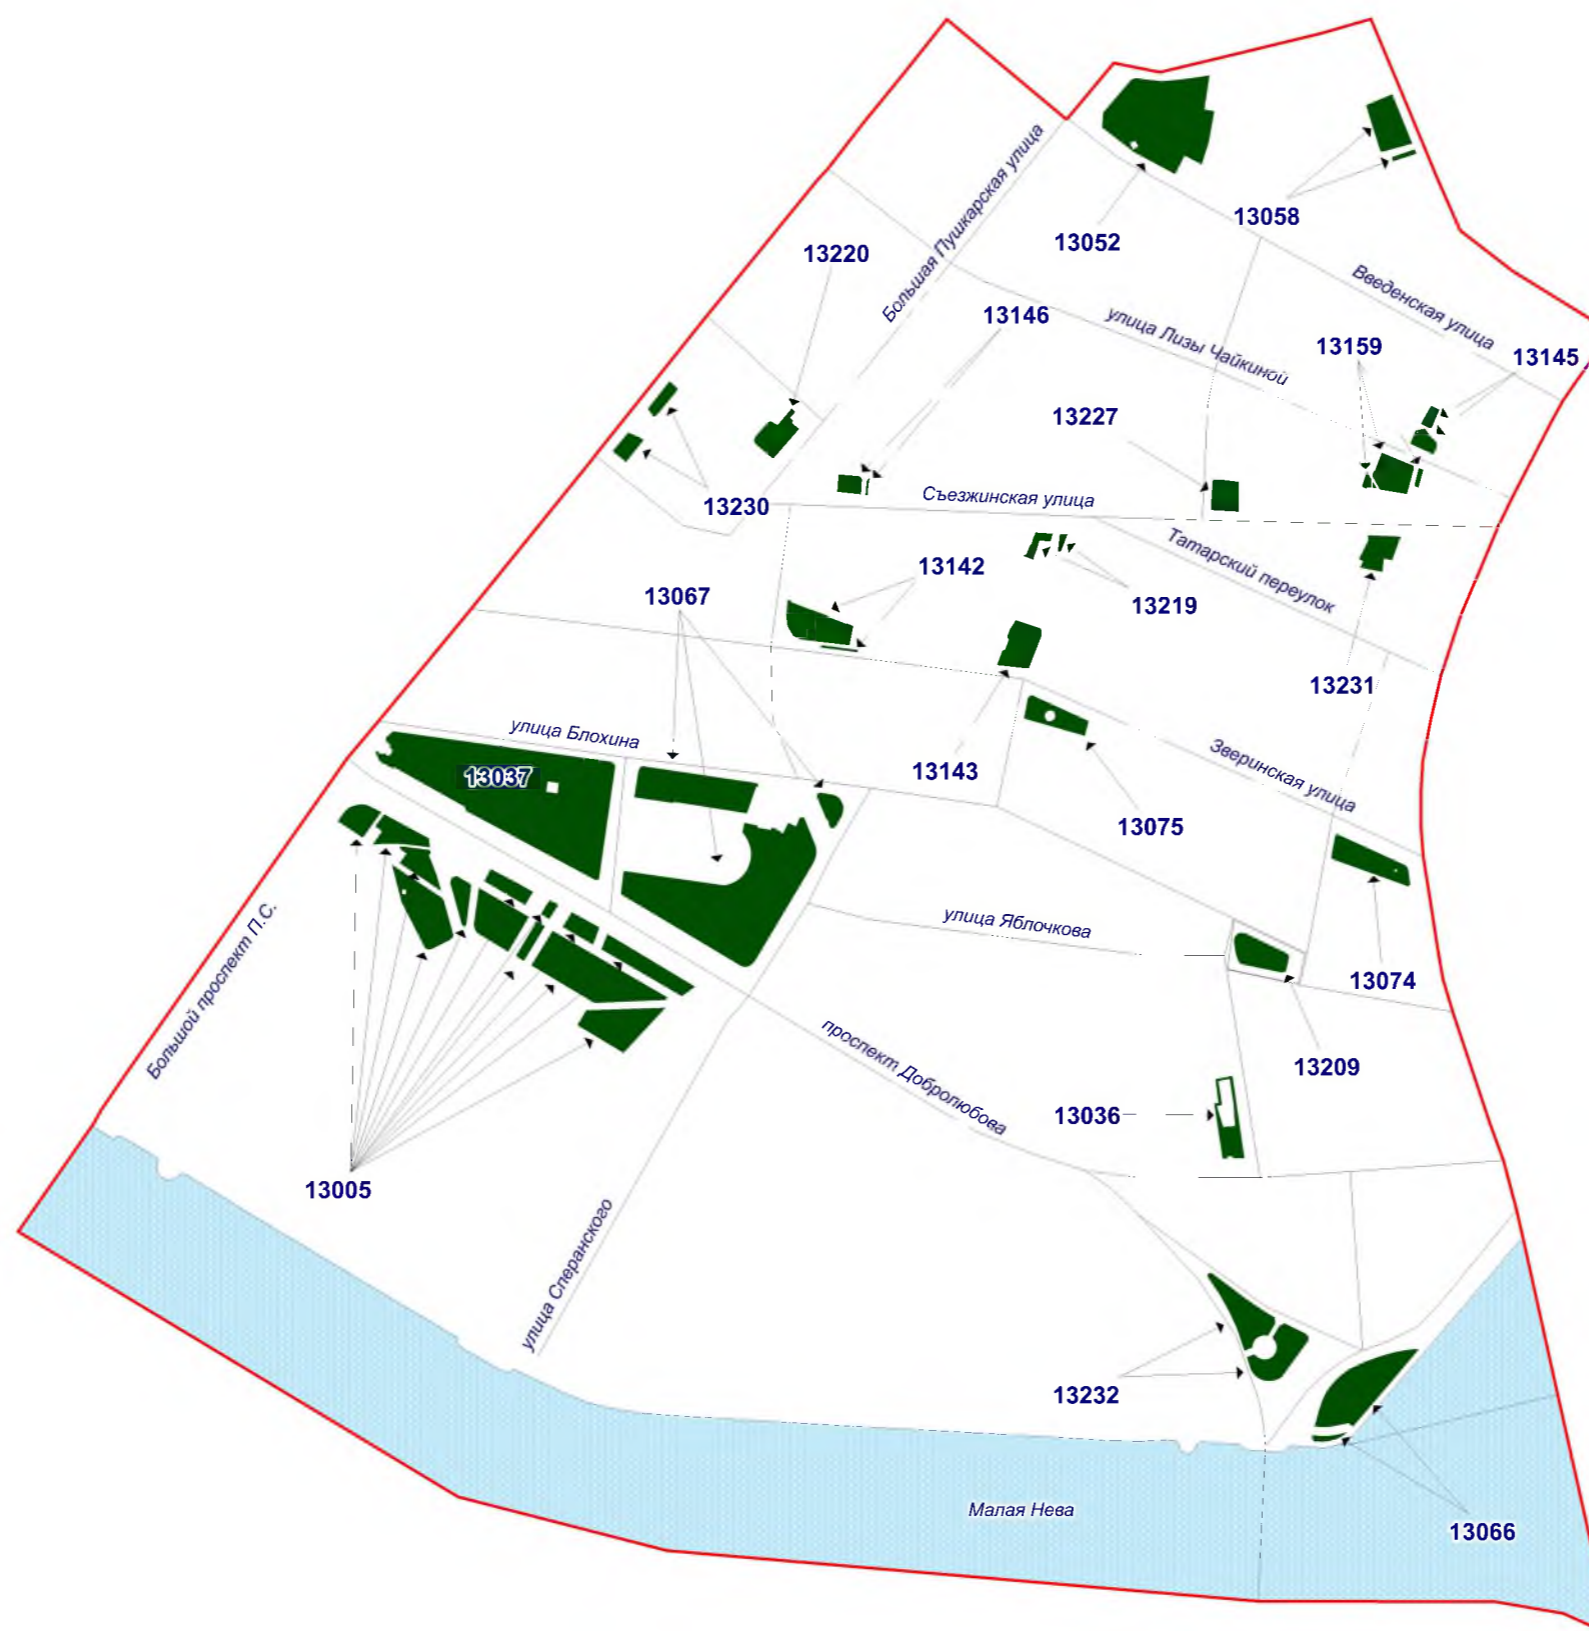 Большая Пушкарская улица
13058
13052
13220
Введенская улица
13146
улица Лизы Чайкиной
13159
13145
13227
Съезжинская улица
13230
Татарский переулок
13142
13067
13219
13231
улица Блохина
13143
13037
Зверинская улица
13075
улица Яблочкова
Большой проспект П.С.
13074
проспект Добролюбова
13209
13036
13005
улица Сперанского
13232
Малая Нева
13066